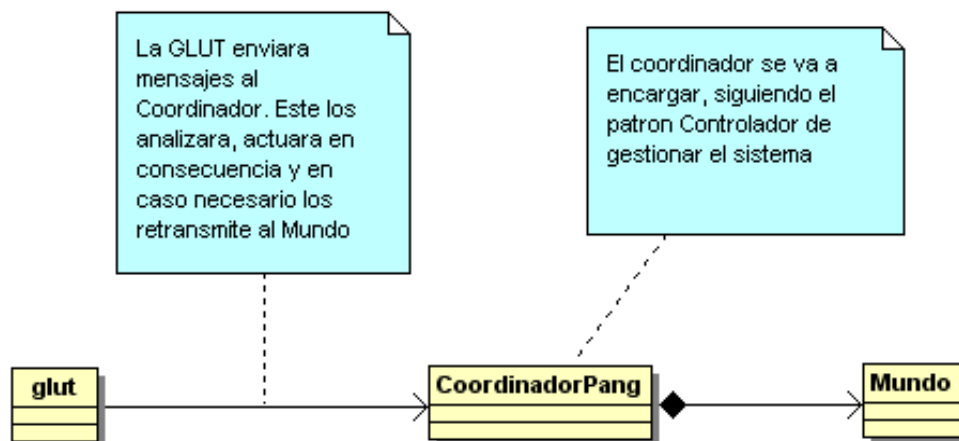 La GLUT enviara
mensajes al
Coordinador. Este los
analizara, actuara en
consecuencia y en
caso necesario los
retransmite al Mundo
El coordinador se va a
encargar, siguiendo el
patron Controlador de
gestionar el sistema
glut
CoordinadorPang
Mundo